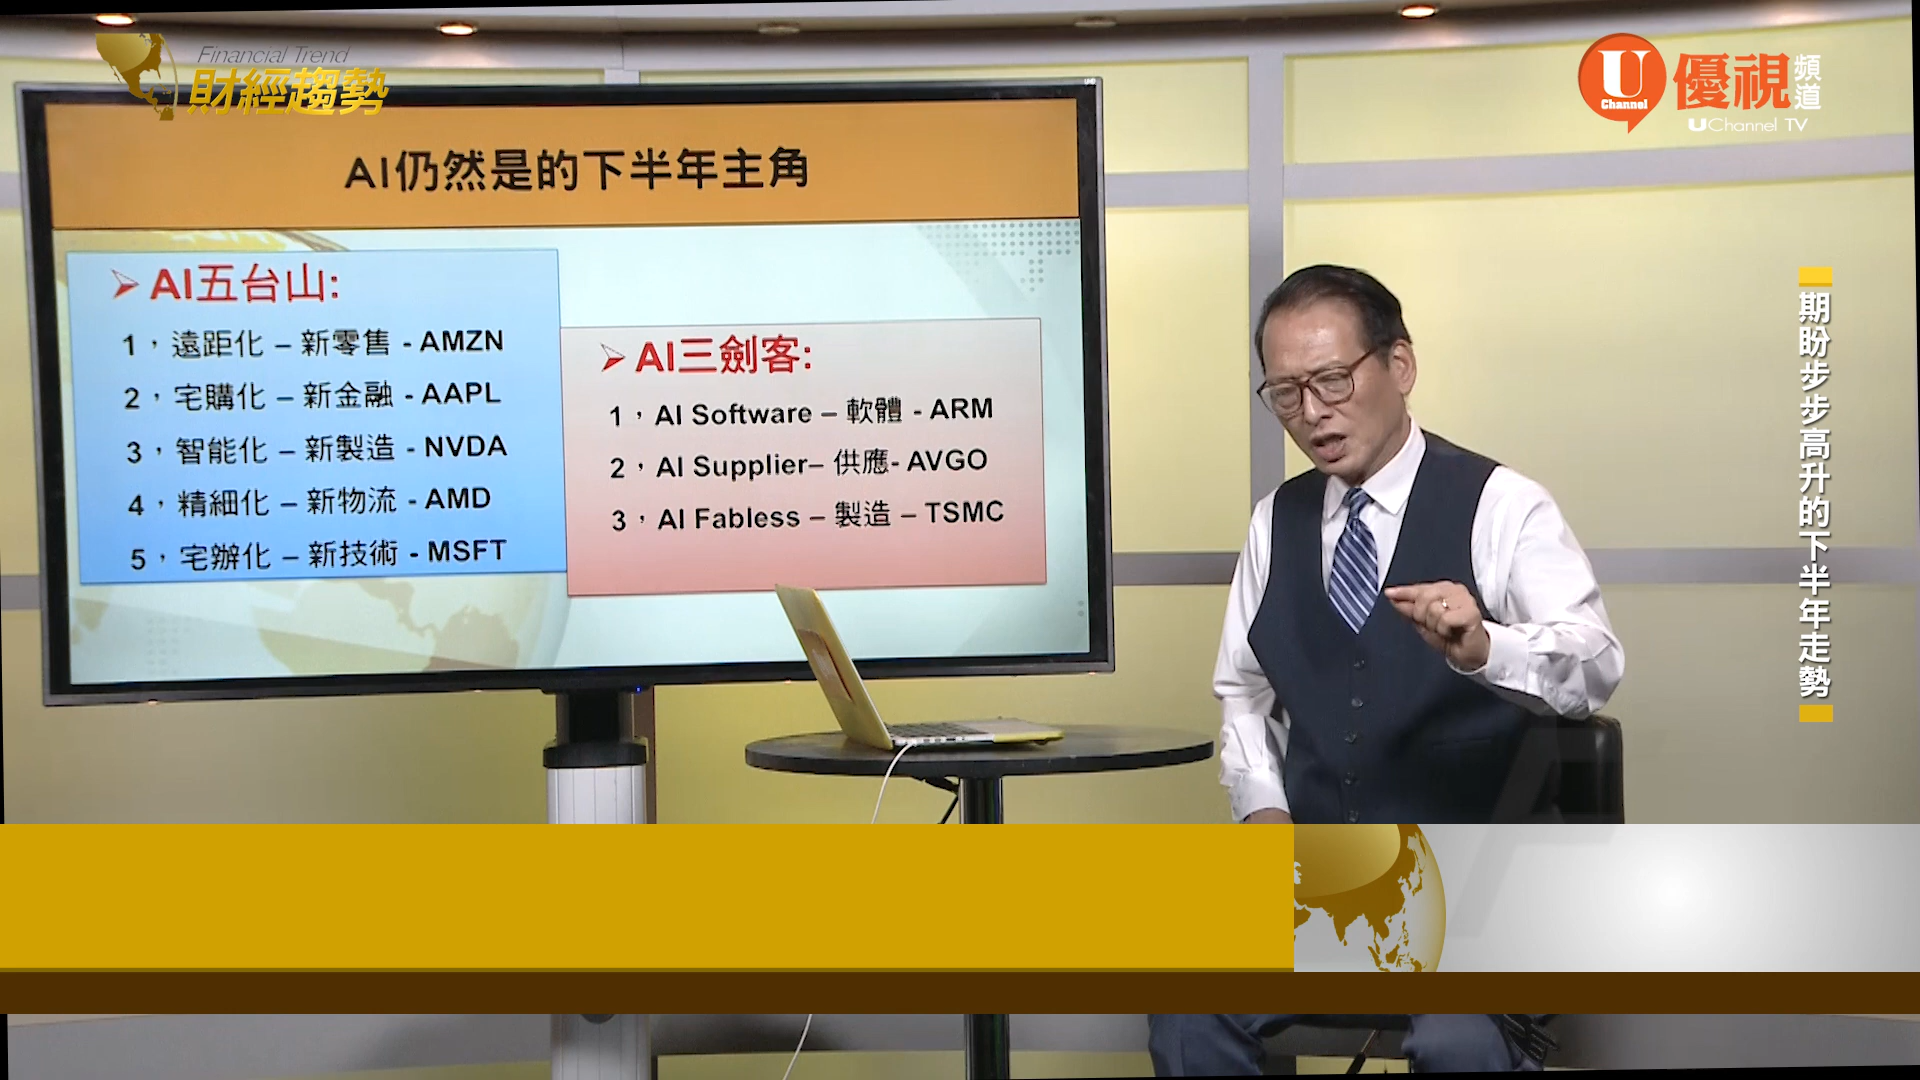 Financial Trend
財經趨勢
U
Channel
優視
頻道
UChannel TV
AI仍然是的下半年主角
AI五台山:
1，遠距化 – 新零售 - AMZN
2，宅購化 – 新金融 - AAPL
3，智能化 – 新製造 - NVDA
4，精細化 – 新物流 - AMD
5，宅辦化 – 新技術 - MSFT
AI三劍客:
1，AI Software – 軟體 - ARM
2，AI Supplier– 供應- AVGO
3，AI Fabless – 製造 – TSMC
期盼步步高升的下半年走勢